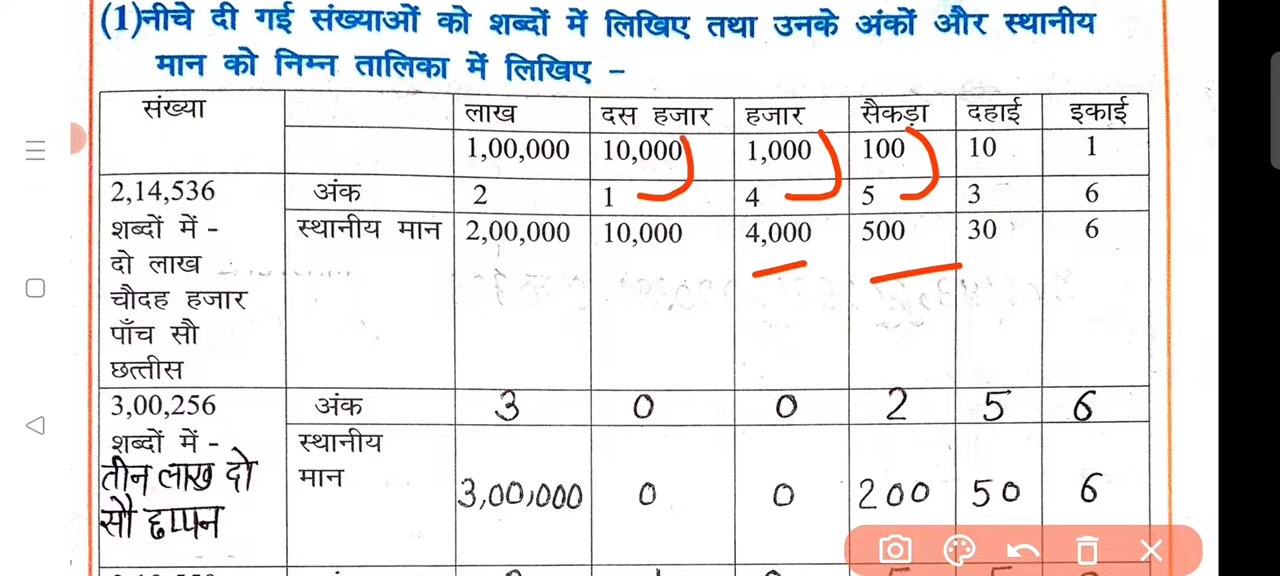 (1)नीचे दी गई संख्याओं को शब्दों में लिखिए तथा उनके अंकों और स्थानीय
मान को निम्न तालिका में लिखिए –
संख्या लाख दस हजार हजार सैकड़ा दहाई इकाई
1,00,000 10,000 1,000 100 10 1
2,14,536 अंक 2 1 4 5 3 6
शब्दों में - स्थानीय मान 2,00,000 10,000 4,000 500 30 6
दो लाख
चौदह हजार
पाँच सौ
छत्तीस
3,00,256 अंक 3 0 0 2 5 6
शब्दों में - स्थानीय
तीन लाख दो मान 3,00,000 0 0 200 50 6
सौ छप्पन